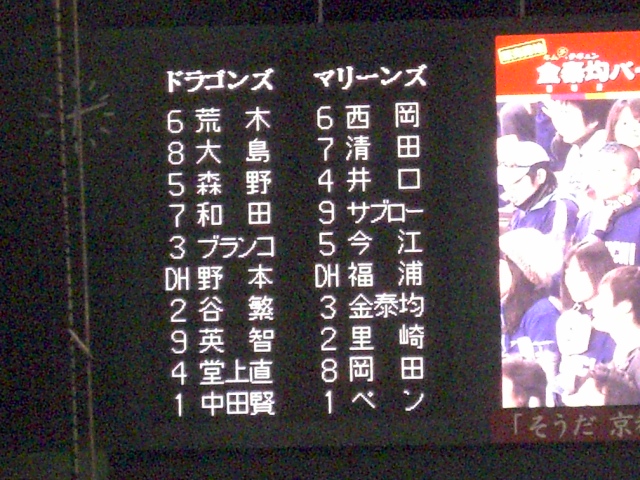 ドラゴンズ マリーンズ
6 荒木 6 西岡
8 大島 7 清田
5 森野 4 井口
7 和田 9 サブロー
3 ブランコ 5 今江
DH 野本 DH 福浦
2 谷繁 3 金泰均
9 英智 2 里崎
4 堂上直 8 岡田
1 中田賢 1 ペン
金泰均バー
「そうだ 京